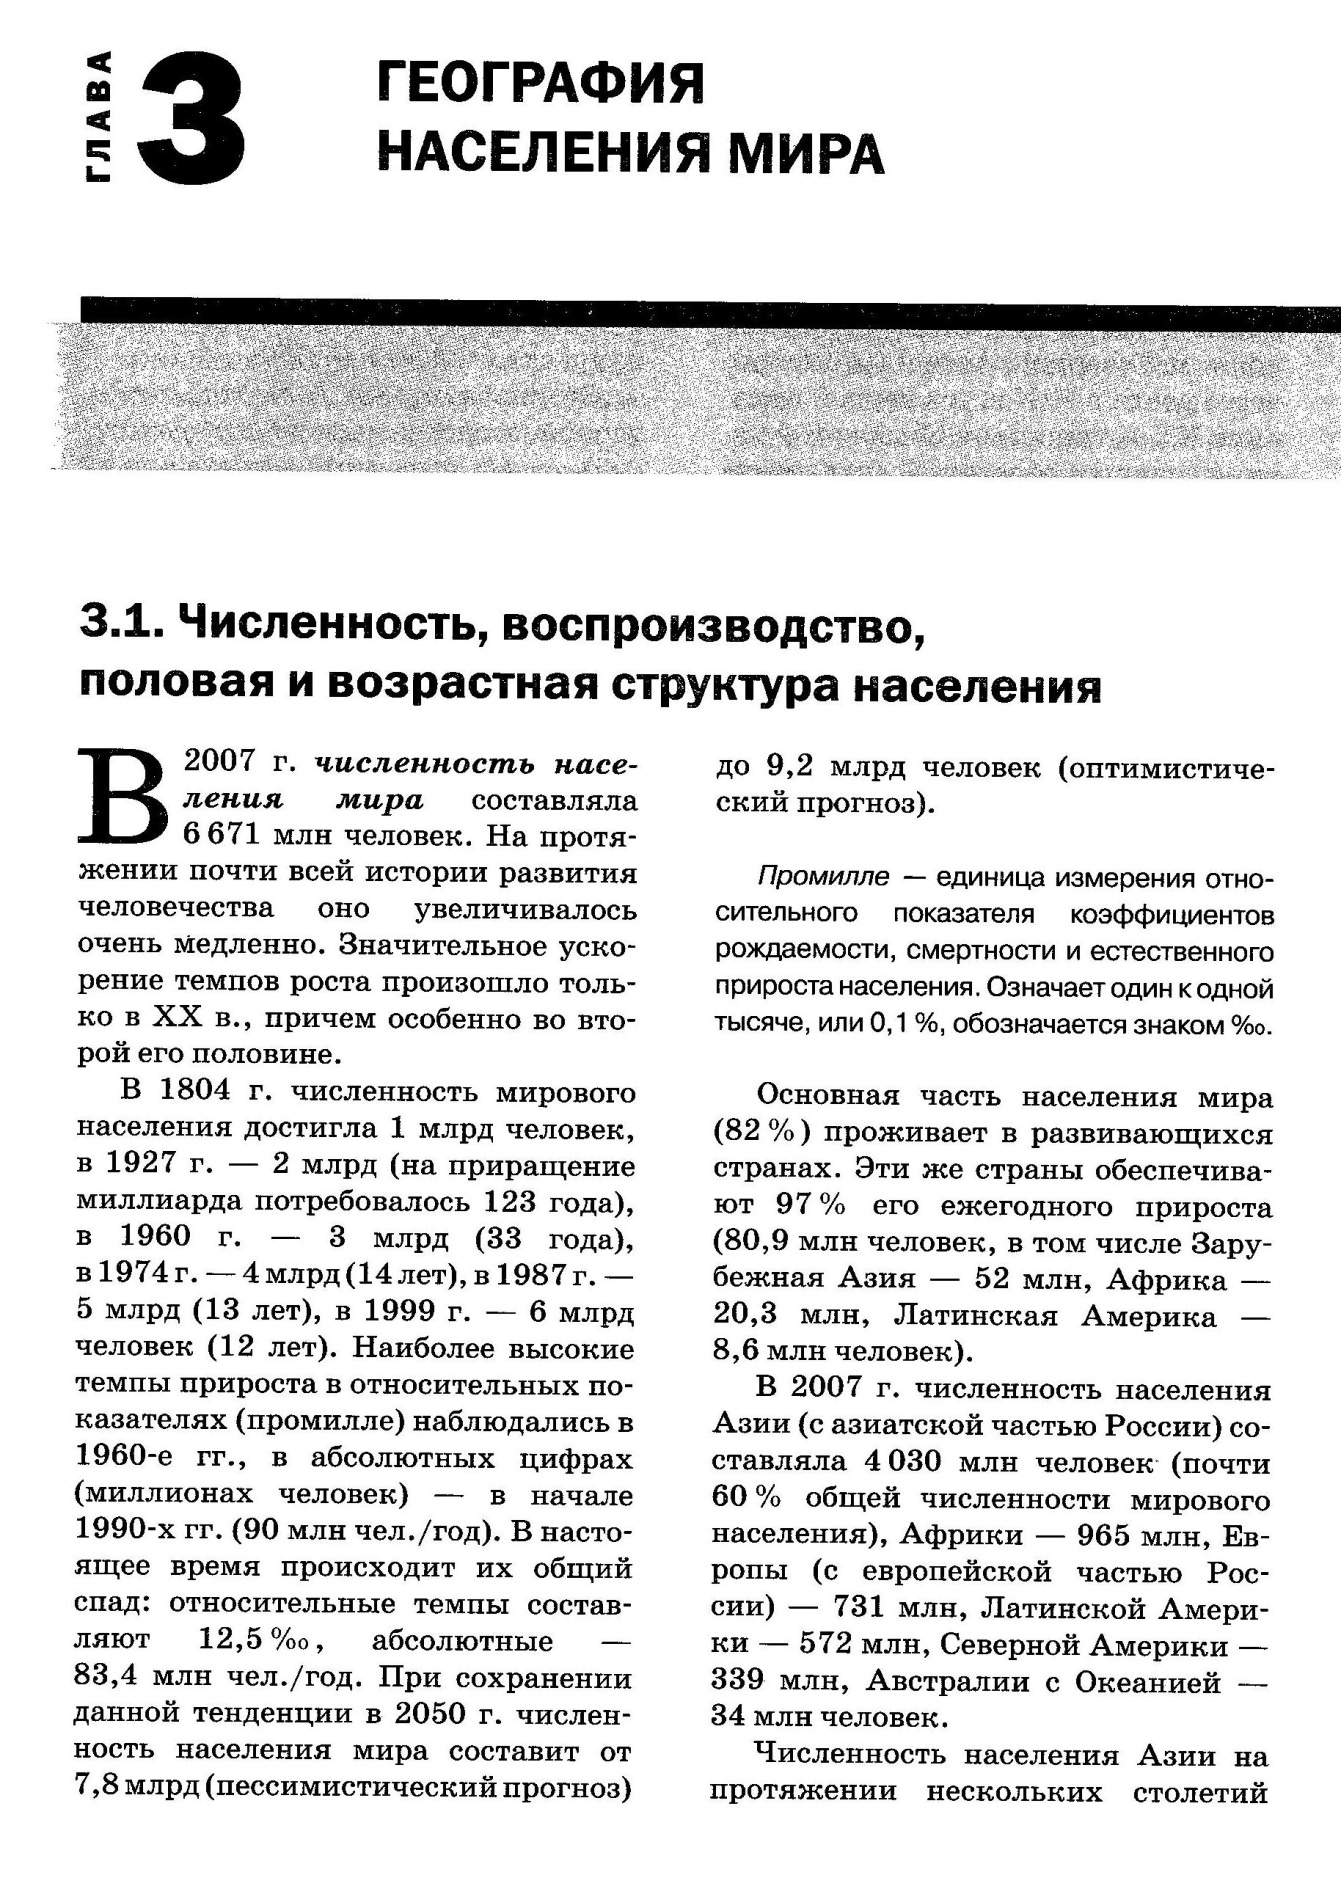 ГЛАВА
3
ГЕОГРАФИЯ
НАСЕЛЕНИЯ МИРА
3.1. Численность, воспроизводство,
половая и возрастная структура населения
В 2007 г. численность насе-
ления мира составляла
6 671 млн человек. На протя-
жении почти всей истории развития
человечества оно увеличивалось
очень медленно. Значительное уско-
рение темпов роста произошло толь-
ко в XX в., причем особенно во вто-
рой его половине.
В 1804 г. численность мирового
населения достигла 1 млрд человек,
в 1927 г. — 2 млрд (на приращение
миллиарда потребовалось 123 года),
в 1960 г. — 3 млрд (33 года),
в 1974 г. — 4 млрд (14 лет), в 1987 г. —
5 млрд (13 лет), в 1999 г. — 6 млрд
человек (12 лет). Наиболее высокие
темпы прироста в относительных по-
казателях (промилле) наблюдались в
1960-е гг., в абсолютных цифрах
(миллионах человек) — в начале
1990-х гг. (90 млн чел./год). В насто-
ящее время происходит их общий
спад: относительные темпы состав-
ляют 12,5 ‰, абсолютные —
83,4 млн чел./год. При сохранении
данной тенденции в 2050 г. числен-
ность населения мира составит от
7,8 млрд (пессимистический прогноз)
до 9,2 млрд человек (оптимистиче-
ский прогноз).
Промилле — единица измерения отно-
сительного показателя коэффициентов
рождаемости, смертности и естественного
прироста населения. Означает один к одной
тысяче, или 0,1 %, обозначается знаком ‰.
Основная часть населения мира
(82 %) проживает в развивающихся
странах. Эти же страны обеспечива-
ют 97 % его ежегодного прироста
(80,9 млн человек, в том числе Зару-
бежная Азия — 52 млн, Африка —
20,3 млн, Латинская Америка —
8,6 млн человек).
В 2007 г. численность населения
Азии (с азиатской частью России) со-
ставляла 4 030 млн человек (почти
60 % общей численности мирового
населения), Африки — 965 млн, Ев-
ропы (с европейской частью Рос-
сии) — 731 млн, Латинской Амери-
ки — 572 млн, Северной Америки —
339 млн, Австралии с Океанией —
34 млн человек.
Численность населения Азии на
протяжении нескольких столетий